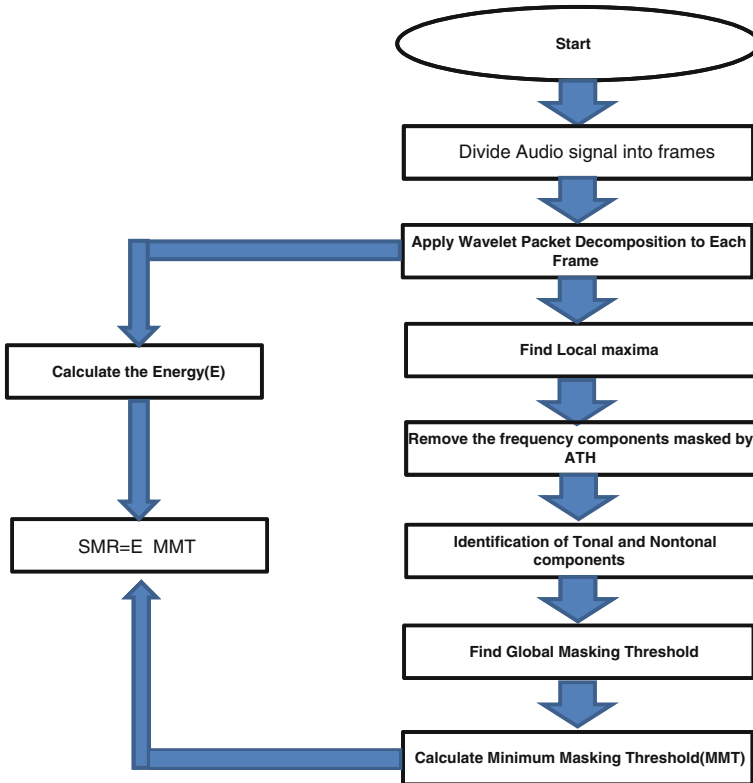 Start
Divide Audio signal into frames
Apply Wavelet Packet Decomposition to Each
Frame
Find Local maxima
Calculate the Energy(E)
Remove the frequency components masked by
ATH
SMR=E MMT
Identification of Tonal and Nontonal
components
Find Global Masking Threshold
Calculate Minimum Masking Threshold(MMT)